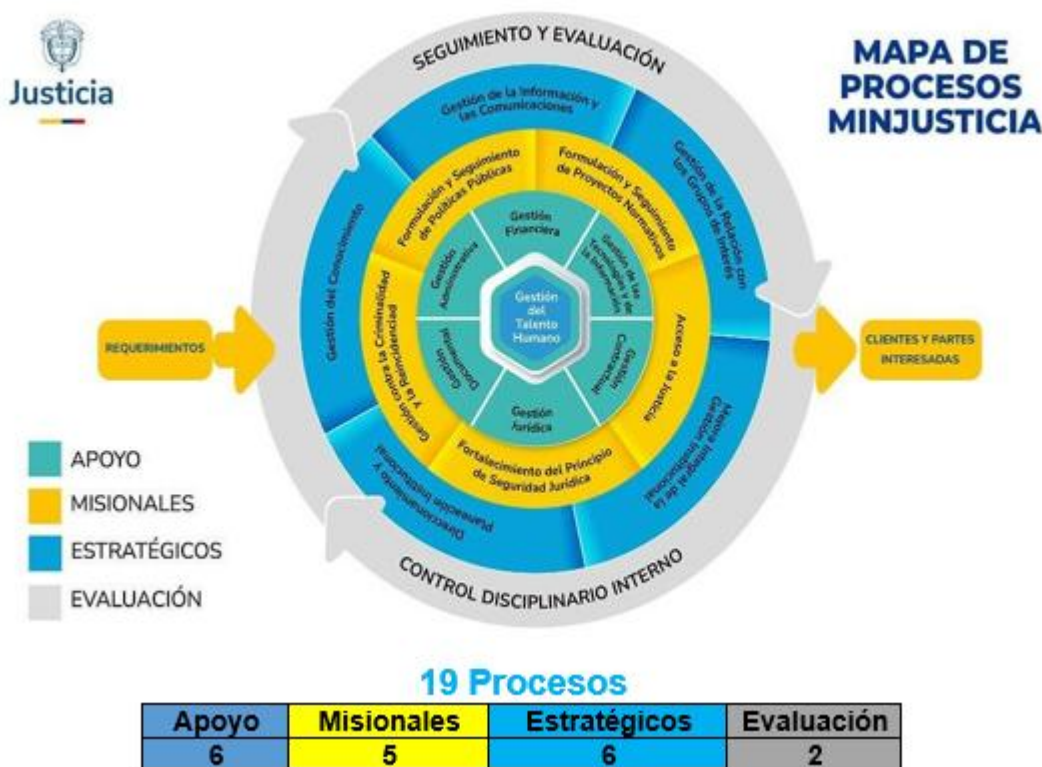 Justicia
MAPA DE
PROCESOS
MINJUSTICIA
SEGUIMIENTO Y EVALUACIÓN
Gestión de la Información y
las Comunicaciones
Gestión de la Relación con
los Grupos de Interés
Mejora Integral de la
Gestión Institucional
Direccionamiento y
Planeación Institucional
Gestión del Conocimiento
Formulación y Seguimiento
de Políticas Públicas
Formulación y Seguimiento
de Proyectos Normativos
Acceso a la Justicia
Fortalecimiento del Principio
de Seguridad Jurídica
Gestión contra la Criminalidad
y la Reincidenciad
Gestión
Financiera
Gestión de las
Tecnologías y de
la Información
Gestión
Contractual
Gestión
Jurídica
Gestión
Documental
Gestión
Administrativa
Gestión
del
Talento
Humano
REQUERIMIENTOS
CLIENTES Y PARTES
INTERESADAS
CONTROL DISCIPLINARIO INTERNO
APOYO
MISIONALES
ESTRATÉGICOS
EVALUACIÓN
19 Procesos
Apoyo Misionales Estratégicos Evaluación
6 5 6 2